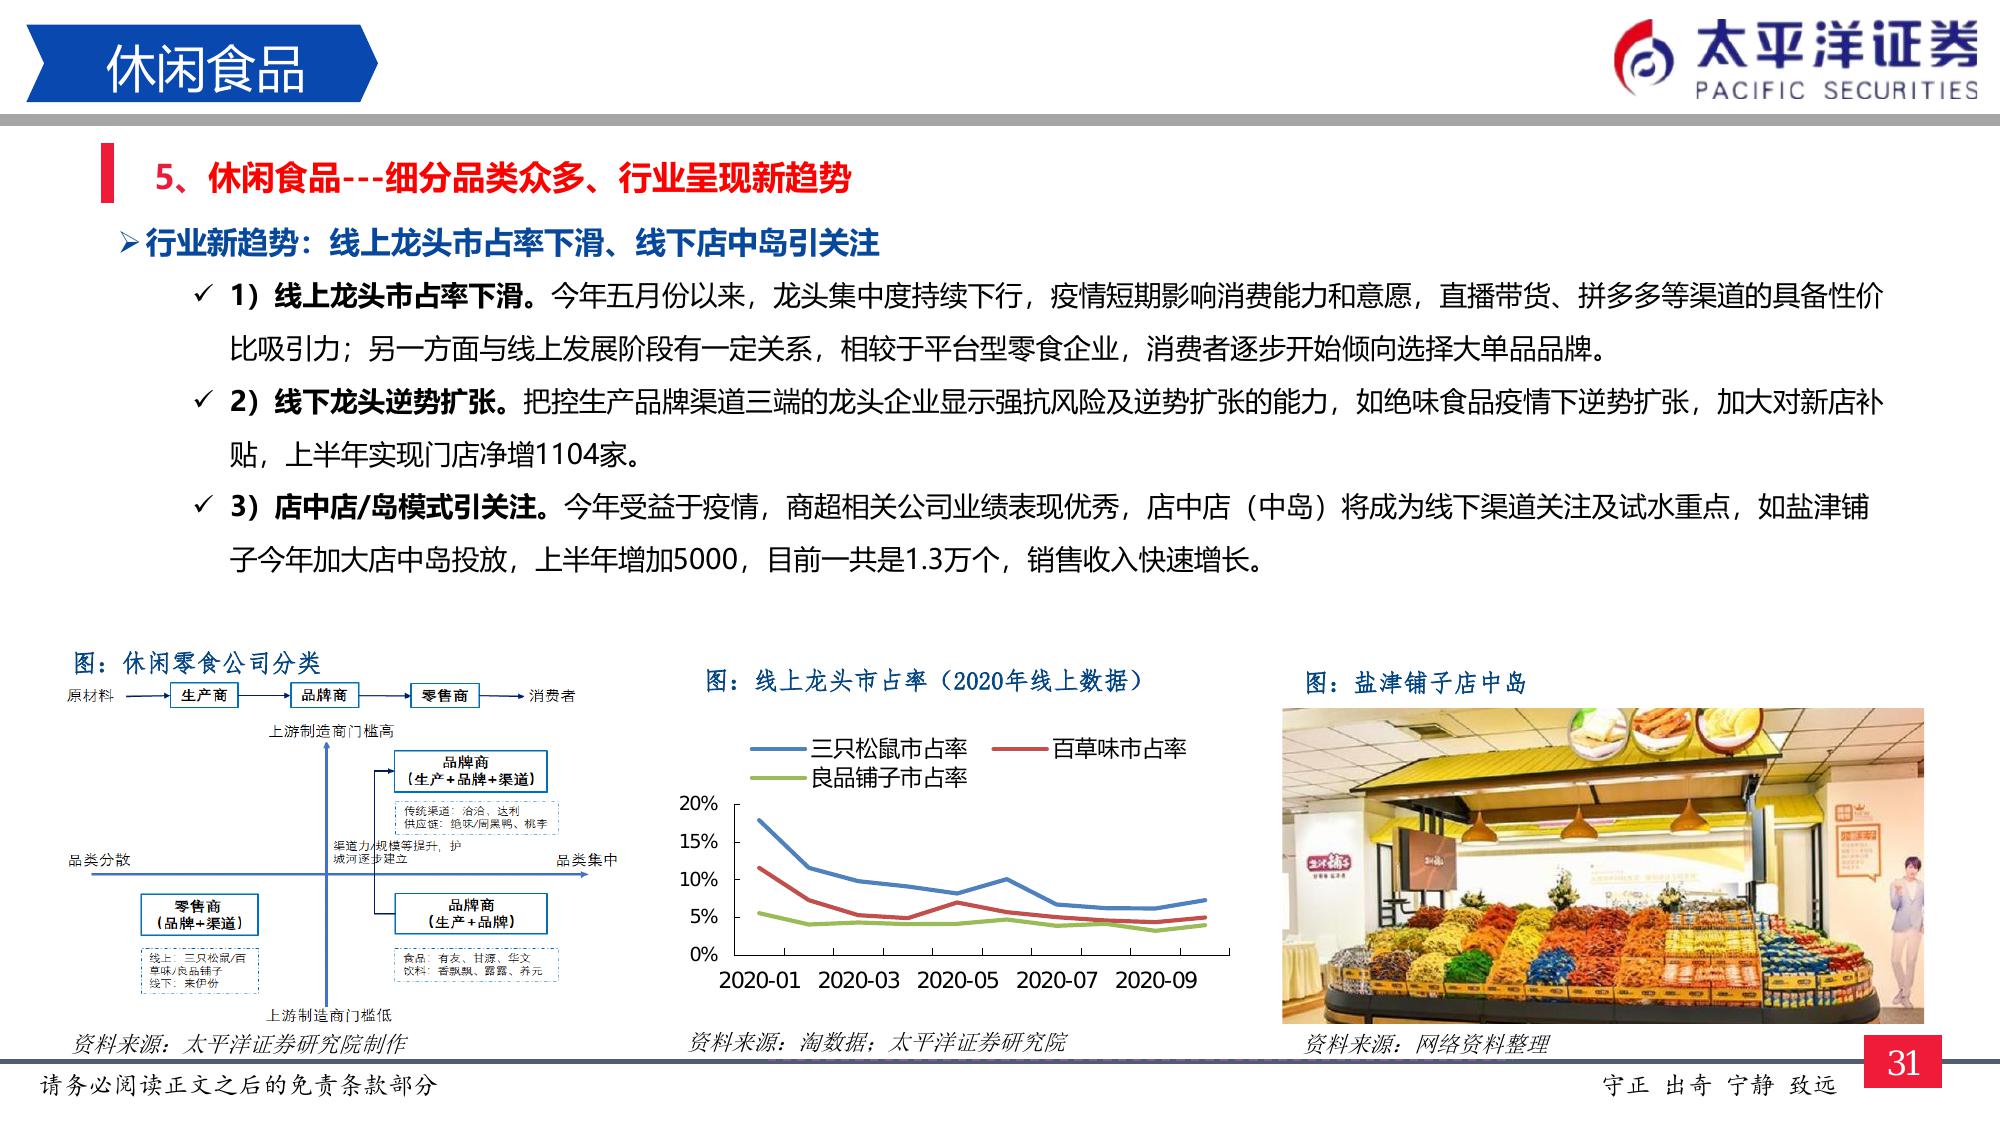 休闲食品
太平洋证券
PACIFIC SECURITIES
5、休闲食品---细分品类众多、行业呈现新趋势
行业新趋势：线上龙头市占率下滑、线下店中岛引关注
1）线上龙头市占率下滑。今年五月份以来，龙头集中度持续下行，疫情短期影响消费能力和意愿，直播带货、拼多多等渠道的具备性价
比吸引力；另一方面与线上发展阶段有一定关系，相较于平台型零食企业，消费者逐步开始倾向选择大单品品牌。
2）线下龙头逆势扩张。把控生产品牌渠道三端的龙头企业显示强抗风险及逆势扩张的能力，如绝味食品疫情下逆势扩张，加大对新店补
贴，上半年实现门店净增1104家。
3）店中店/岛模式引关注。今年受益于疫情，商超相关公司业绩表现优秀，店中店（中岛）将成为线下渠道关注及试水重点，如盐津铺
子今年加大店中岛投放，上半年增加5000，目前一共是1.3万个，销售收入快速增长。
图：休闲零食公司分类
原材料 生产商 品牌商 零售商 消费者
上游制造商门槛高
品牌商
（生产+品牌+渠道）
传统渠道：洽洽、达利
供应链：绝味/周黑鸭、桃李
渠道力/规模等提升，护
城河逐步建立
品类分散 品类集中
零售商
（品牌+渠道）
线上：三只松鼠/百
草味/良品铺子
线下：来伊份
品牌商
（生产+品牌）
食品：有友、甘源、华文
饮料：香飘飘、露露、养元
上游制造商门槛低
资料来源：太平洋证券研究院制作
图：线上龙头市占率（2020年线上数据）
三只松鼠市占率 百草味市占率
良品铺子市占率
20%
15%
10%
5%
0%
2020-01 2020-03 2020-05 2020-07 2020-09
资料来源：淘数据；太平洋证券研究院
图：盐津铺子店中岛
盐津铺子
资料来源：网络资料整理
请务必阅读正文之后的免责条款部分
守正 出奇 宁静 致远
31